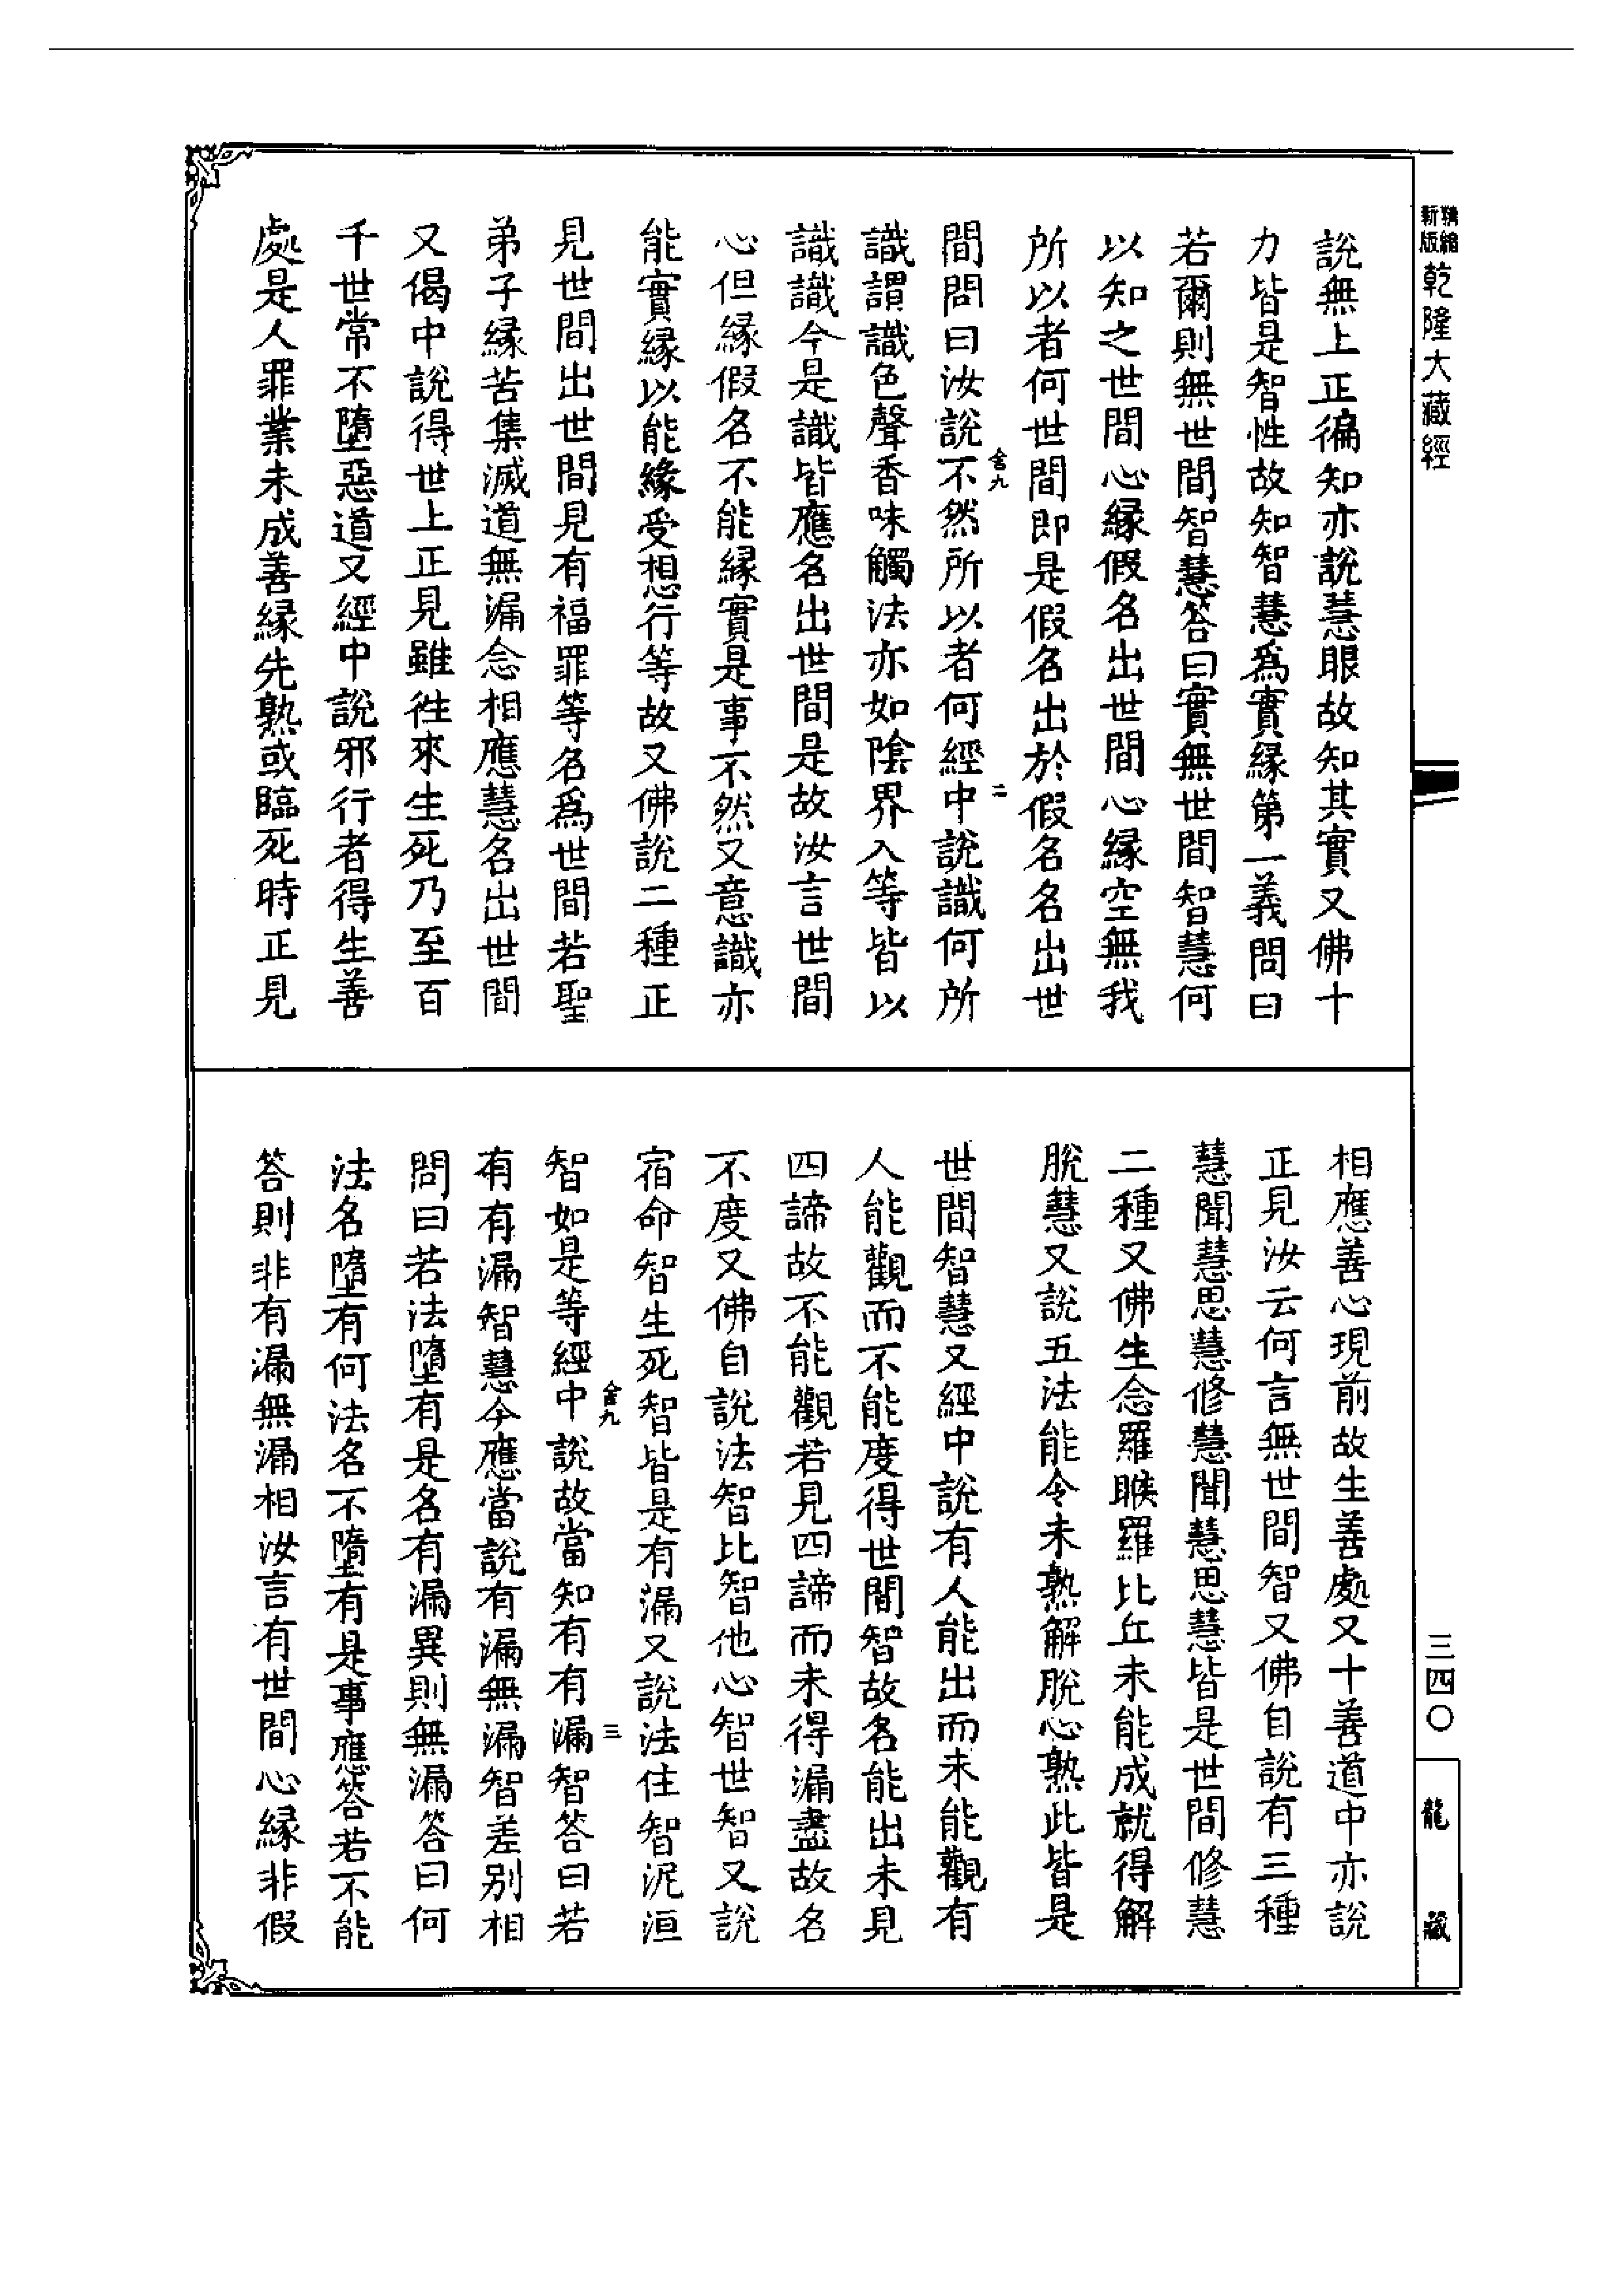 新版
精縮
乾隆大藏經
三四〇
龍藏
說無上正徧知亦說慧眼故知其實又佛十
力皆是智性故知智慧爲實緣第一義問曰
若爾則無世間智慧答曰實無世間智慧何
以知之世間心緣假名出世間心緣空無我
所以者何世間即是假名出於假名名出世
間問曰汝說不然所以者何經中說識何所
舍九
二
識謂識色聲香味觸法亦如陰界入等皆以
識識今是識皆應名出世間是故汝言世間
心但緣假名不能緣實是事不然又意識亦
能實緣以能緣受想行等故又佛說二種正
見世間出世間見有福罪等名爲世間若聖
弟子緣苦集滅道無漏念相應慧名出世間
又偈中說得世上正見雖往來生死乃至百
千世常不墮惡道又經中說邪行者得生善
處是人罪業未成善緣先熟或臨死時正見
相應善心現前故生善處又十善道中亦說
正見汝云何言無世間智又佛自說有三種
慧聞慧思慧修慧聞慧思慧皆是世間修慧
二種又佛生念羅睺羅比丘未能成就得解
脫慧又說五法能令未熟解脫心熟此皆是
世間智慧又經中說有人能出而未能觀有
人能觀而不能度得世間智故名能出未見
四諦故不能觀若見四諦而未得漏盡故名
不度又佛自說法智比智他心智世智又說
宿命智生死智皆是有漏又說法住智泥洹
舍九
三
智如是等經中說故當知有有漏智答曰若
有有漏智慧今應當說有漏無漏智差別相
問曰若法墮有是名有漏異則無漏答曰何
法名墮有何法名不墮有是事應答若不能
答則非有漏無漏相汝言有世間心緣非假